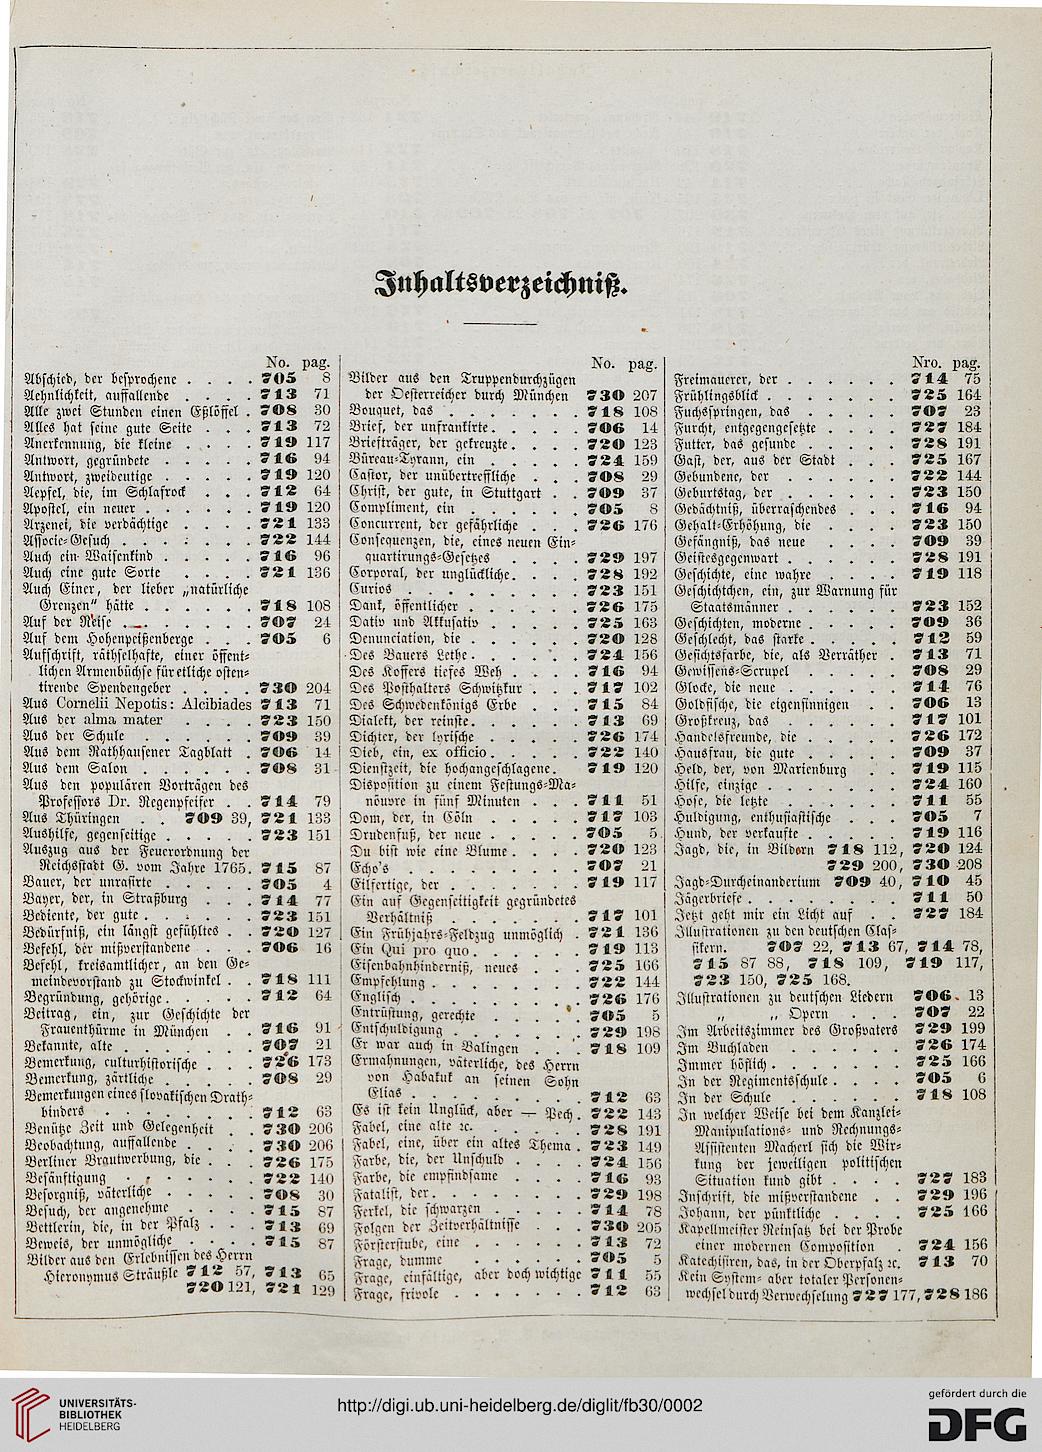 Inhaltsverzeichniß.
No. pag.
Abschied, der besprochene . . . . 705 8
Aehnlichkeit, auffallende . . . . 713 71
Alle zwei Stunden einen Eßlöffel . 708 30
Alles hat seine gute Seite . . . 713 72
Anerkennung, die kleine . . . . 719 117
Antwort, gegründete . . . . . 716 94
Antwort, zweideutige . . . . . 719 120
Aepfel, die, im Schlafrock . . . 712 64
Apostel, ein neuer . . . . . . 719 120
Arzenei, die verdächtige . . . . 721 133
Associe-Gesuch . . . . . . . 722 144
Auch ein Waisenkind . . . . . 716 96
Auch eine gute Sorte . . . . 721 136
Auch Einer, der lieber „natürliche
Grenzen“ hätte . . . . . . 718 108
Auf der Reise . . . . . . . 707 24
Auf dem Hohenpeißenberge . . . 705 6
Aufschrift, räthselhafte, einer öffent-
lichen Armenbüchse für etliche osten-
tirende Spendengeber . . . . 730 204
Aus Cornelii Nepotis: Alcibiades 713 71
Aus der alma mater . . . . 723 150
Aus der Schule . . . . . . 709 39
Aus dem Rathhausener Tagblatt . 706 14
Aus dem Salon . . . . . . 708 31
Aus den populären Vorträgen des
Professors Dr. Regenpfeifer . . 714 79
Aus Thüringen . . 709 39, 721 133
Aushilfe, gegenseitige . . . . . 723 151
Auszug aus der Feuerordnung der
Reichsstadt G. vom Jahre 1765. 715 87
Bauer, der unrasirte . . . . . 705 4
Bayer, der, in Straßburg . . . 714 77
Bediente, der gute . . . . . . 723 151
Bedürfniß, ein längst gefühltes . . 720 127
Befehl, der mißverstandene . . . 706 16
Befehl, kreisamtlicher, an den Ge-
meindevorstand zu Stockwinkel . . 718 111
Begründung, gehörige . . . . . 712 64
Beitrag, ein, zur Geschichte der
Frauenthürme in München . . 716 91
Bekannte, alte . . . . . . . 707 21
Bemerkung, culturhistorische . . . 726 173
Bemerkung, zärtliche . . . . . 708 29
Bemerkungen eines slovakischen Drath-
binders . . . . . . . . 712 63
Benütze Zeit und Gelegenheit . . 730 206
Beobachtung, auffallende . . . . 730 206
Berliner Brautwerbung, die . . . 726 175
Besänftigung . . . . . . . 722 140
Besorgniß, väterliche . . . . . 708 30
Besuch, der angenehme . . . . 715 87
Bettlerin, die, in der Pfalz . . . 713 69
Beweis, der unmögliche . . . . 715 87
Bilder aus den Erlebnissen des Herrn
Hieronymus Sträußle 712 57, 713 65
720 121, 721 129
No. pag.
Bilder aus den Truppendurchzügen
der Oesterreicher durch München 730 207
Bouquet, das . . . . . . . 718 108
Brief, der unfrankirte . . . . . 706 14
Briefträger, der gekreuzte . . . . 720 123
Büreau-Tyrann, ein . . . . . 724 159
Castor, der unübertreffliche . . . 708 29
Christ, der gute, in Stuttgart . . 709 37
Compliment, ein . . . . . . 705 8
Concurrent, der gefährliche . . . 726 176
Consequenzen, die, eines neuen Ein-
quartirungs-Gesetzes . . . . 729 197
Corporal, der unglückliche . . . . 728 192
Curios . . . . . . . . . 723 151
Dank, öffentlicher . . . . . . 726 175
Dativ und Akkusativ . . . . . 725 163
Denunciation, die . . . . . . 720 128
Des Bauers Lethe . . . . . . 724 156
Des Koffers tiefes Weh . . . . 716 94
Des Posthalters Schwitzkur . . . 717 102
Des Schwedenkönigs Erbe . . . 715 84
Dialekt, der reinste . . . . . . 713 69
Dichter, der lyrische . . . . . 726 174
Dieb, ein, ex officio . . . . . 722 140
Dienstzeit, die hochangeschlagene . 719 120
Disposition zu einem Festungs-Ma-
növre in fünf Minuten . . . 711 51
Dom, der, in Cöln . . . . . 717 103
Drudenfuß, der neue . . . . . 705 5
Du bist wie eine Blume . . . . 720 123
Echo's . . . . . . . . . 707 21
Eilfertige, der . . . . . . . 719 117
Ein auf Gegenseitigkeit gegründetes
Verhältniß . . . . . . . 717 101
Ein Frühjahrs-Feldzug unmöglich . 721 136
Ein Qui pro quo . . . . . . 719 113
Eisenbahnhinderniß, neues . . . 725 166
Empfehlung . . . . . . . . 722 144
Englisch . . . . . . . . . 726 176
Entrüstung, gerechte . . . . . 705 5
Entschuldigung . . . . . . . 729 198
Er war auch in Balingen . . . 718 109
Ermahnungen, väterliche, des Herrn
von Habakuk an seinen Sohn
Elias . . . . . . . . . 712 63
Es ist kein Unglück, aber — Pech . 722 143
Fabel, eine alte ꝛc. . . . . . 728 191
Fabel, eine, über ein altes Thema . 723 149
Farbe, die, der Unschuld . . . . 724 156
Farbe, die empfindsame . . . . 716 93
Fatalist, der . . . . . . . . 729 198
Ferkel, die schwarzen . . . . . 714 78
Folgen der Zeitverhältnisse . . . 730 205
Försterstube, eine . . . . . . 713 72
Frage, dumme . . . . . . . 705 5
Frage, einfältige, aber doch wichtige 711 55
Frage, frivole . . . . . . . 712 63
Nro. pag.
Freimaurer, der . . . . . . 714 75
Frühlingsblick . . . . . . . 725 164
Fuchsspringen, das . . . . . 707 23
Furcht, entgegengesetzte . . . . 727 184
Futter, das gesunde . . . . . 728 191
Gast, der, aus der Stadt . . . 725 167
Gebundene, der . . . . . . 722 144
Geburtstag, der . . . . . . 723 150
Gedächtniß, überraschendes . . . 716 94
Gehalt-Erhöhung, die . . . . 723 150
Gefängniß, das neue . . . . 709 39
Geistesgegenwart . . . . . . 728 191
Geschichte, eine wahre . . . . 719 118
Geschichtchen, ein, zur Warnung für
Staatsmänner . . . . . . 723 152
Geschichten, moderne . . . . . 709 36
Geschlecht, das starke . . . . . 712 59
Gesichtsfarbe, die, als Verräther . 713 71
Gewissens-Scrupel . . . . . 708 29
Glocke, die neue . . . . . . 714 76
Goldfische, die eigensinnigen . . 706 13
Großkreuz, das . . . . . . 717 101
Handelsfreunde, die . . . . . 726 172
Hausfrau, die gute . . . . . 709 37
Held, der, von Marienburg . . 719 115
Hilfe, einzige . . . . . . . 724 160
Hose, die letzte . . . . . . 711 55
Huldigung, enthusiastische . . . 705 7
Hund, der verkaufte . . . . . 719 116
Jagd, die, in Bildern 718 112, 720 124
729 200, 730 208
Jagd-Durcheinanderium 709 40, 710 45
Jägerbriefe . . . . . . . . 711 50
Jetzt geht mir ein Licht auf . . 727 184
Illustrationen zu den deutschen Clas-
sikern. 707 22, 713 67, 714 78,
715 87 88, 718 109, 719 117,
723 150, 725 168.
Illustrationen zu deutschen Liedern 706 13
„ „ Opern . . . 707 22
Im Arbeitszimmer des Großvaters 729 199
Im Buchladen . . . . . . 726 174
Immer höflich . . . . . . . 725 166
In der Regimentsschule . . . . 705 6
In der Schule . . . . . . 718 108
In welcher Weise bei dem Kanzlei-
Manipulations- und Rechnungs-
Assistenten Macherl sich die Wir-
kung der jeweiligen politischen
Situation kund gibt . . . . 727 183
Inschrift, die mißverstandene . . 729 196
Johann, der pünktliche . . . . 725 166
Kapellmeister Reinsatz bei der Probe
einer modernen Composition . 724 156
Katechisiren, das, in der Oberpfalz ꝛc. 713 70
Kein System- aber totaler Personen-
wechsel durch Verwechselung 727 177, 728 186
UNIVERSITÄTS-
BIBLIOTHEK
HEIDELBERG
http://digi.ub.uni-heidelberg.de/diglit/fb30/0002
gefördert durch die
DFG